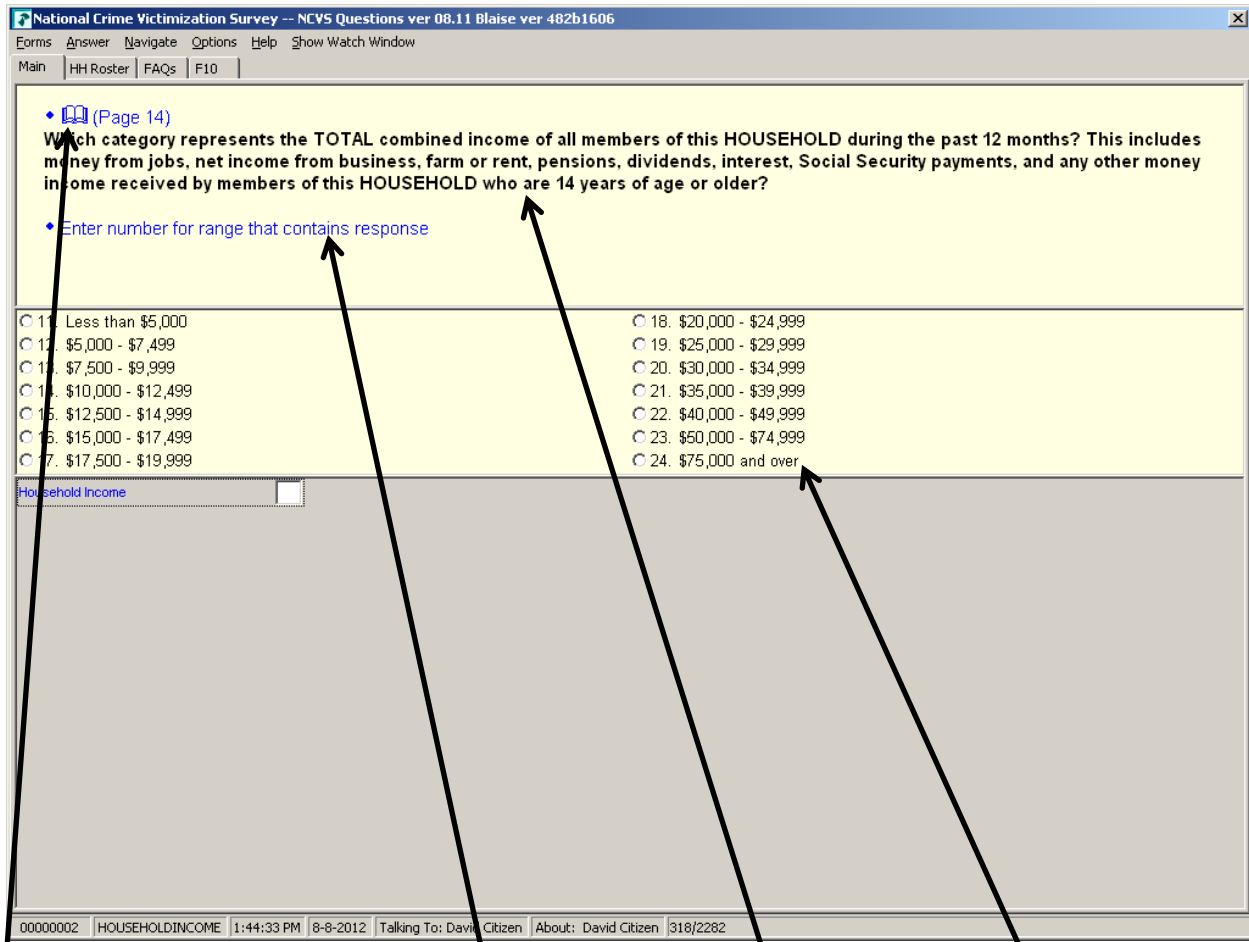 National Crime Victimization Survey -- NCVS Questions ver 08.11 Blaise ver 482b1606
Forms Answer Navigate Options Help Show Watch Window
Main HH Roster FAQs F10
(Page 14)
Which category represents the TOTAL combined income of all members of this HOUSEHOLD during the past 12 months? This includes
money from jobs, net income from business, farm or rent, pensions, dividends, interest, Social Security payments, and any other money
income received by members of this HOUSEHOLD who are 14 years of age or older?
Enter number for range that contains response
11. Less than $5,000
12. $5,000 - $7,499
13. $7,500 - $9,999
14. $10,000 - $12,499
15. $12,500 - $14,999
16. $15,000 - $17,499
17. $17,500 - $19,999
18. $20,000 - $24,999
19. $25,000 - $29,999
20. $30,000 - $34,999
21. $35,000 - $39,999
22. $40,000 - $49,999
23. $50,000 - $74,999
24. $75,000 and over
Household Income
00000002 HOUSEHOLDINCOME 1:44:33 PM 8-8-2012 Talking To: David Citizen About: David Citizen 318/2282